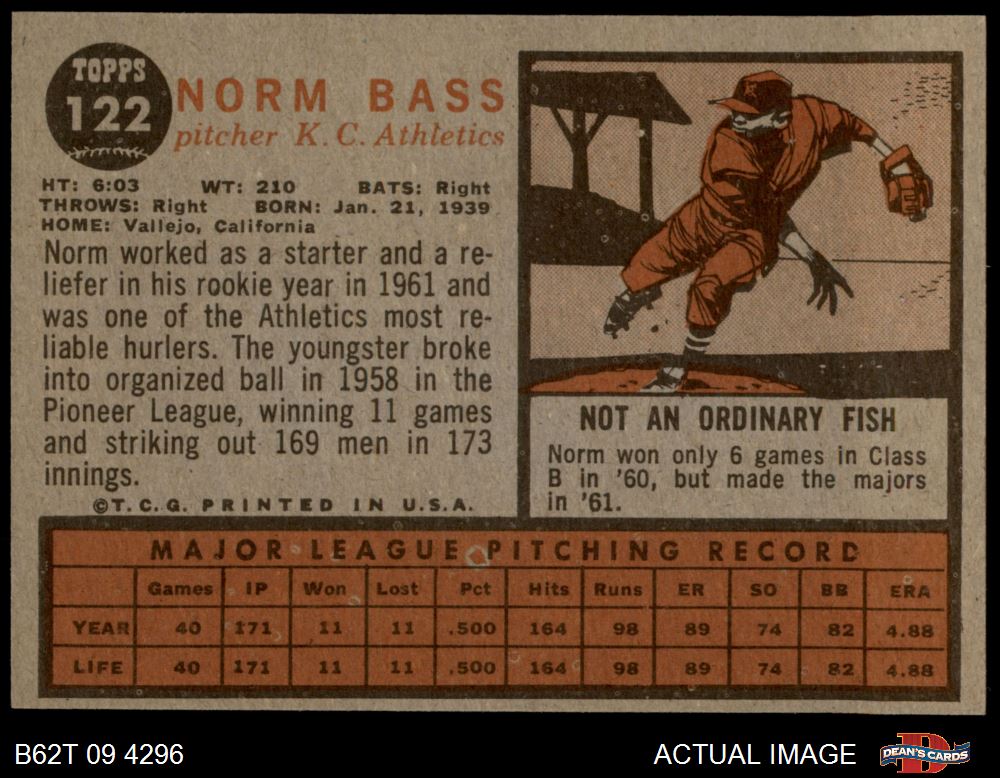 TOPPS
122
NORM BASS
pitcher K. C. Athletics
HT: 6:03 WT: 210 BATS: Right
THROWS: Right BORN: Jan. 21, 1939
HOME: Vallejo, California
Norm worked as a starter and a re-
liefer in his rookie year in 1961 and
was one of the Athletics most re-
liable hurlers. The youngster broke
into organized ball in 1958 in the
Pioneer League, winning 11 games
and striking out 169 men in 173
innings.
©T. C. G. PRINTED IN U.S.A.
NOT AN ORDINARY FISH
Norm won only 6 games in Class
B in '60, but made the majors
in '61.
MAJOR LEAGUE PITCHING RECORD
Games IP Won Lost Pct Hits Runs ER SO BB ERA
YEAR 40 171 11 11 .500 164 98 89 74 82 4.88
LIFE 40 171 11 11 .500 164 98 89 74 82 4.88
B62T 09 4296
ACTUAL IMAGE
DEAN'S CARDS